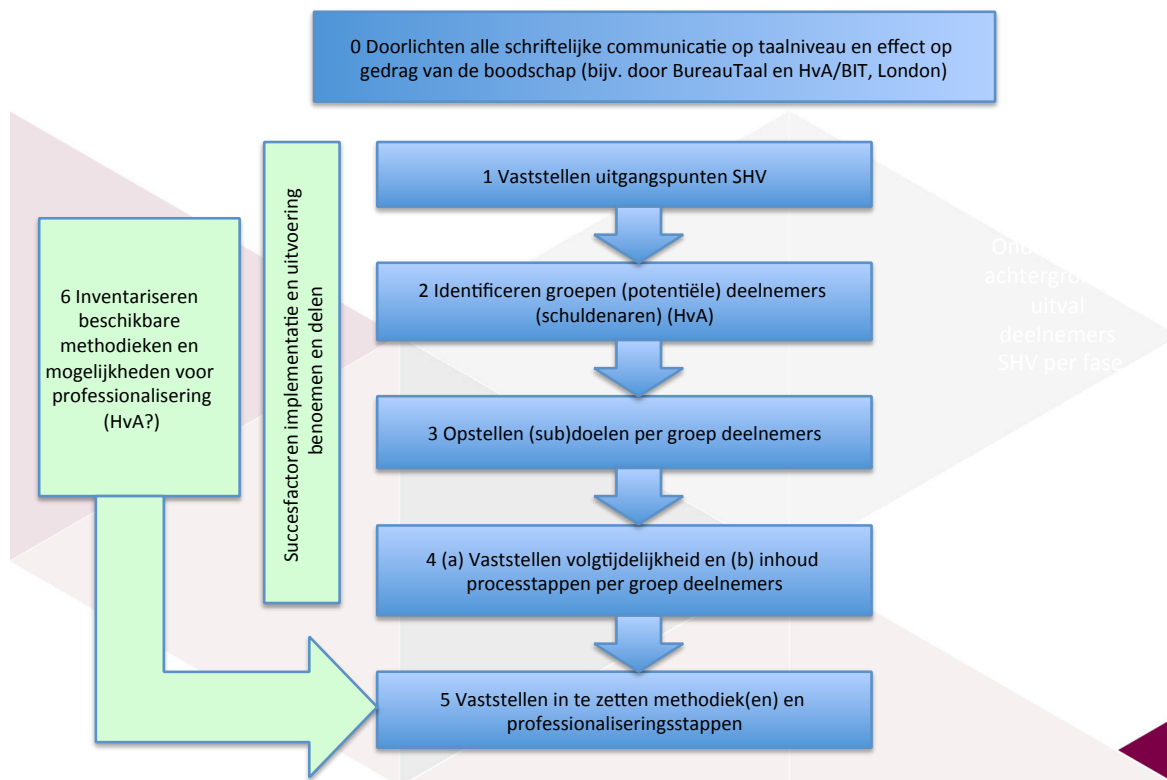 0 Doorlichten alle schriftelijke communicatie op taalniveau en effect op
gedrag van de boodschap (bijv. door BureauTaal en HvA/BIT, London)
1 Vaststellen uitgangspunten SHV
2 Identificeren groepen (potentiële) deelnemers
(schuldenaren) (HvA)
3 Opstellen (sub)doelen per groep deelnemers
4 (a) Vaststellen volgtijdelijkheid en (b) inhoud
processtappen per groep deelnemers
5 Vaststellen in te zetten methodiek(en) en
professionaliseringsstappen
Succesfactoren implementatie en uitvoering
benoemen en delen
6 Inventariseren
beschikbare
methodieken en
mogelijkheden voor
professionalisering
(HvA?)
uitval
deelnemers
SHV per fase